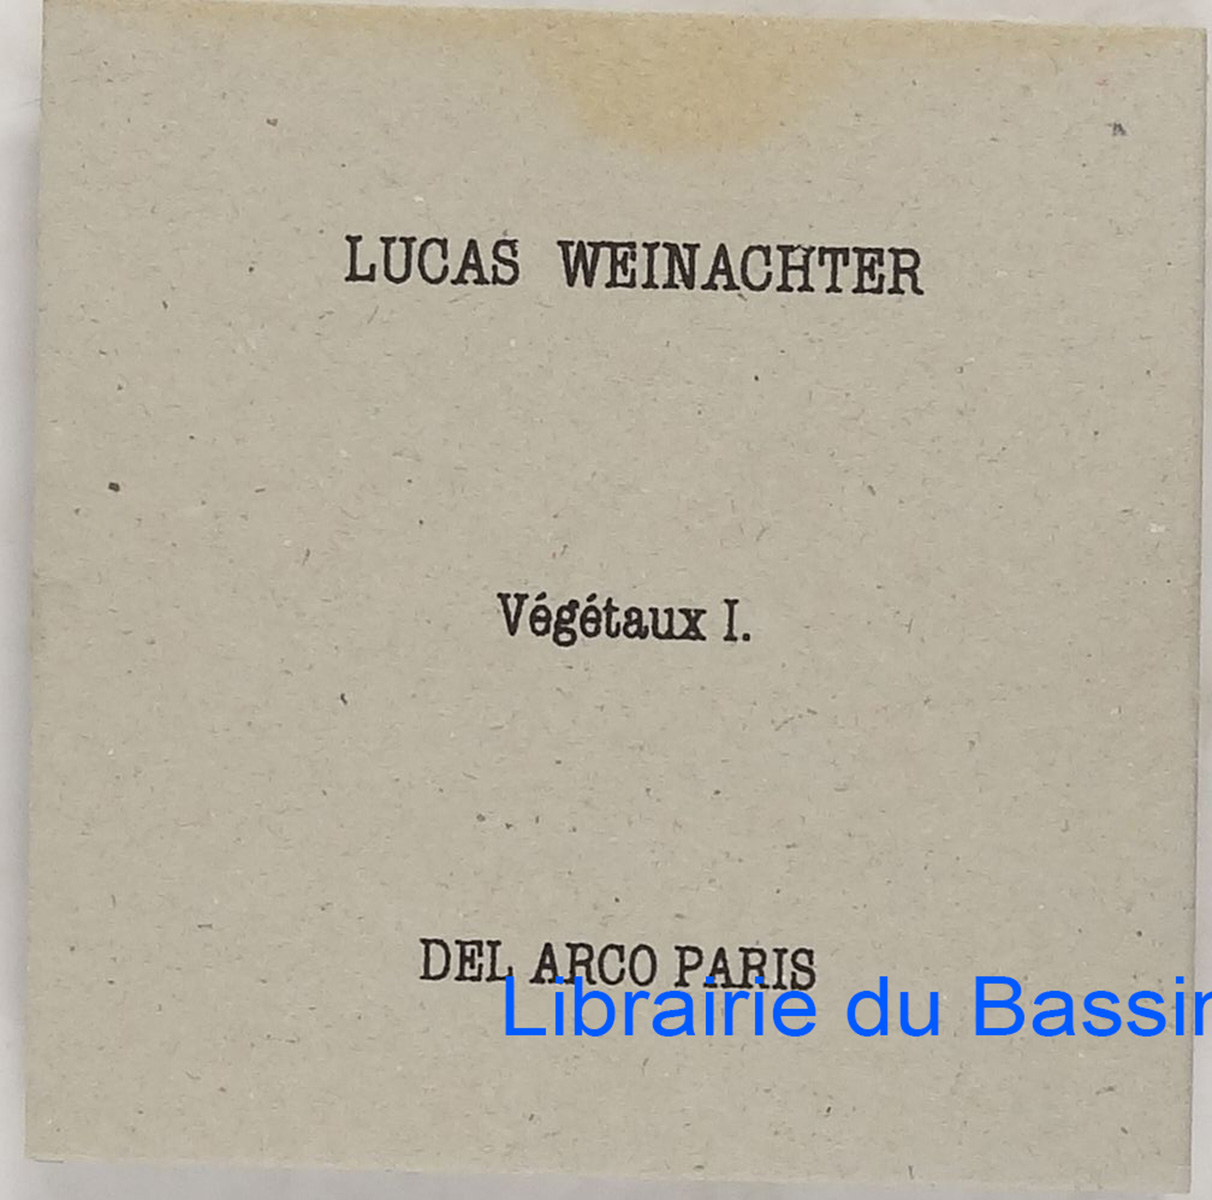 LUCAS WEINACHTER
Végétaux I.
DEL ARCO PARIS
Librairie du Bassin